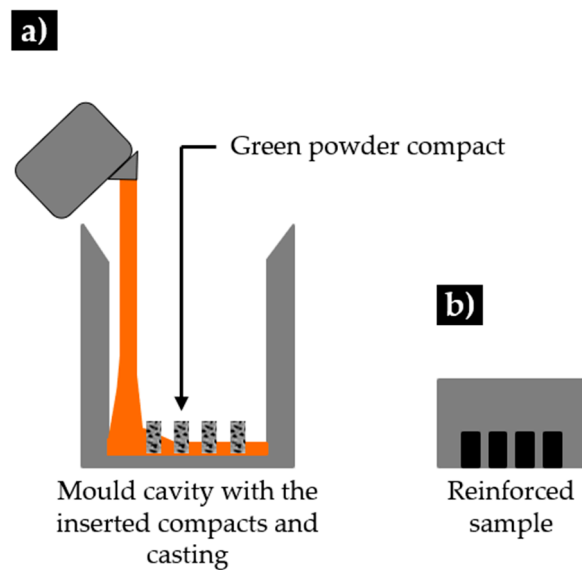 a)
Green powder compact
b)
Mould cavity with the
inserted compacts and
casting
Reinforced
sample